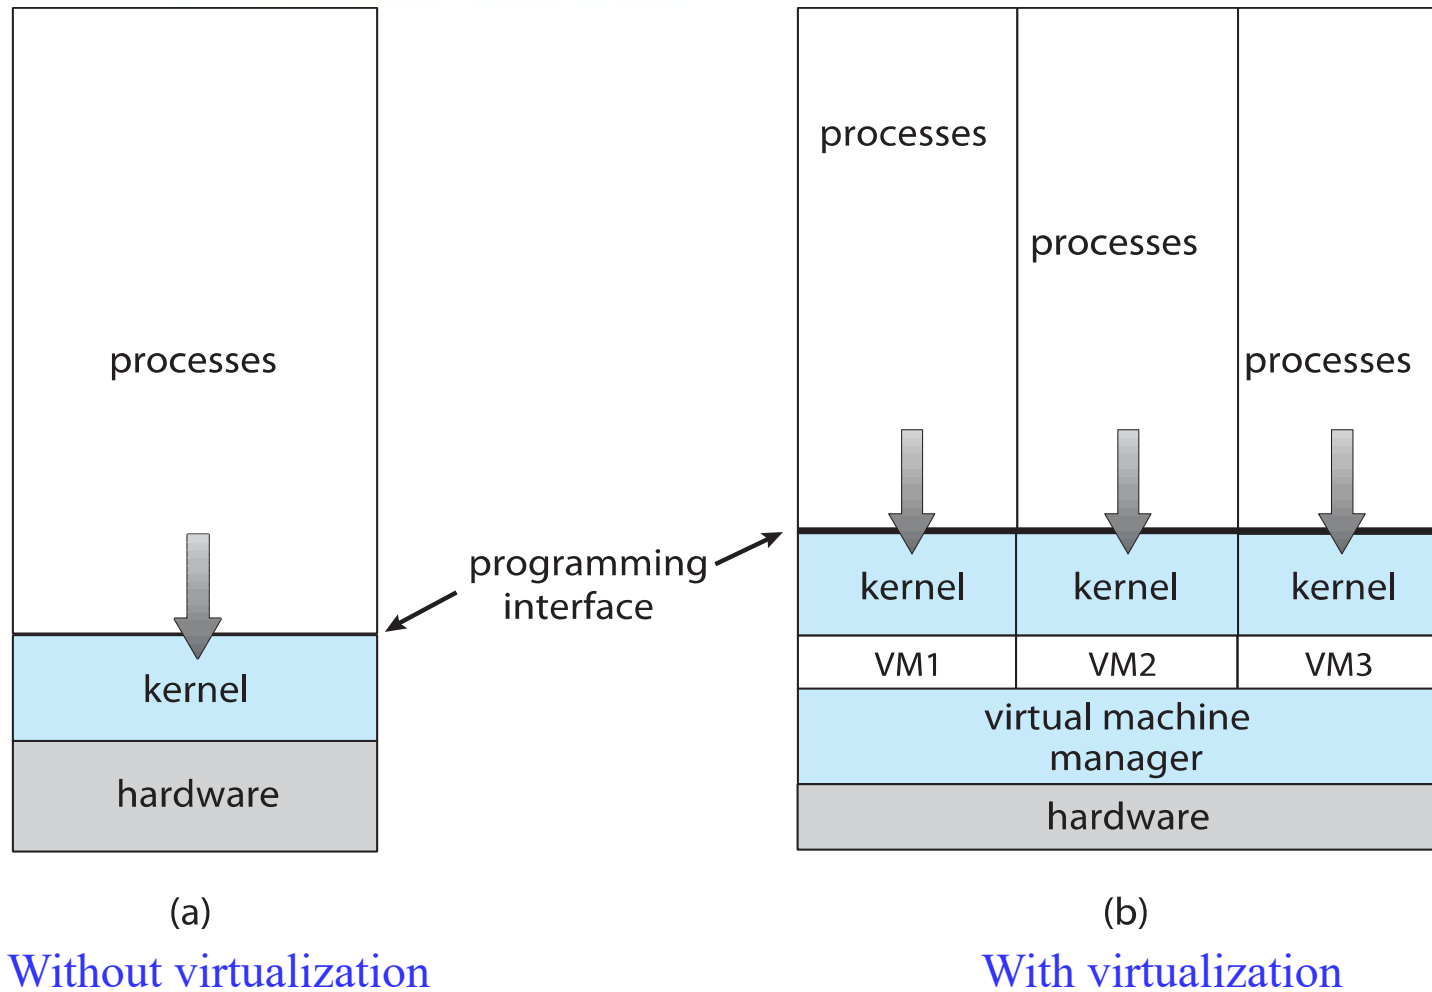 processes
kernel
hardware
(a)
Without virtualization
programming
interface
processes
processes
processes
kernel
kernel
kernel
VM1
VM2
VM3
virtual machine
manager
hardware
(b)
With virtualization